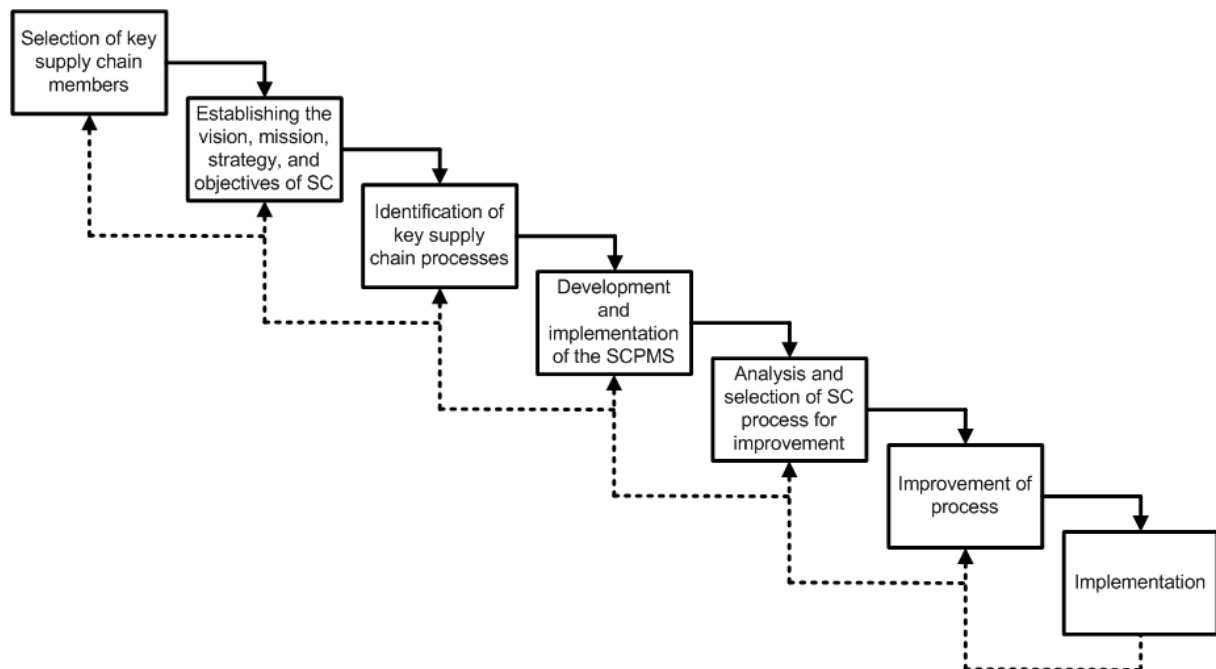 Selection of key
supply chain
members
Establishing the
vision, mission,
strategy, and
objectives of SC
Identification of
key supply
chain processes
Development
and
implementation
of the SCPMS
Analysis and
selection of SC
process for
improvement
Improvement of
process
Implementation